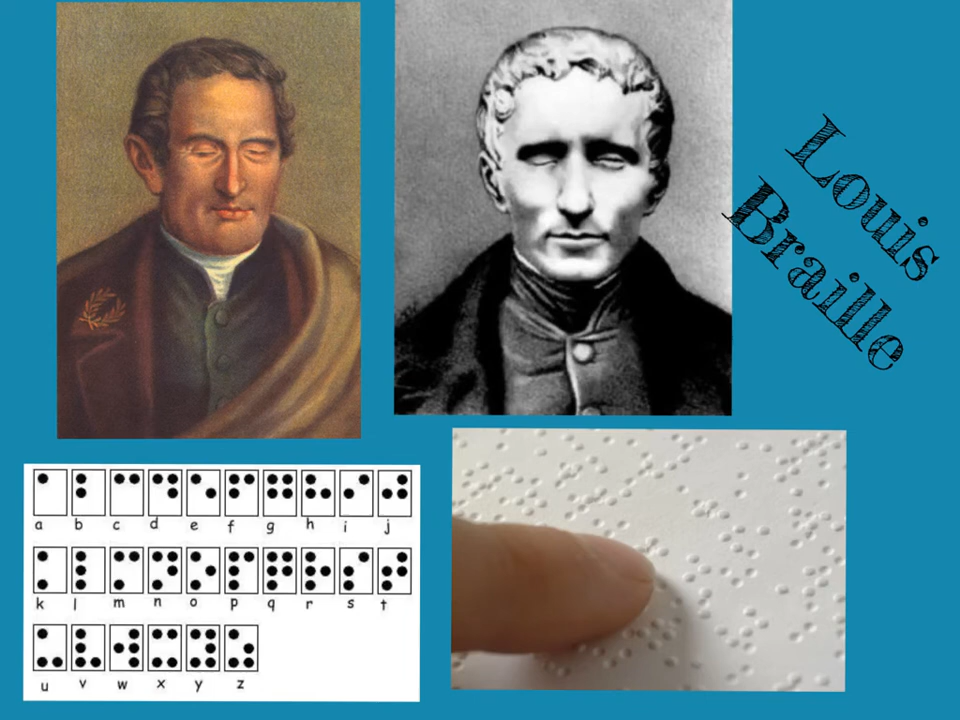 Louis
Braille
a b c d e f g h i j
k l m n o p q r s t
u v w x y z